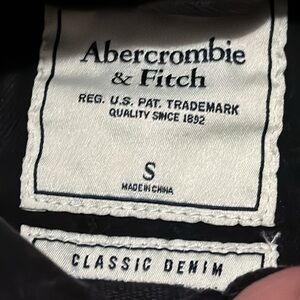 Abercrombie
& Fitch
REG. U.S. PAT. TRADEMARK
QUALITY SINCE 1892
S
MADE IN CHINA
CLASSIC DENIM